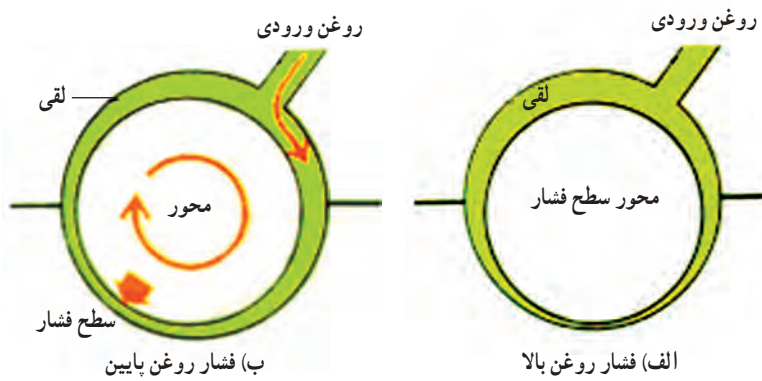 روغن ورودی
لقی
محور سطح فشار
الف) فشار روغن بالا
روغن ورودی
لقی
محور
سطح فشار
ب) فشار روغن پایین